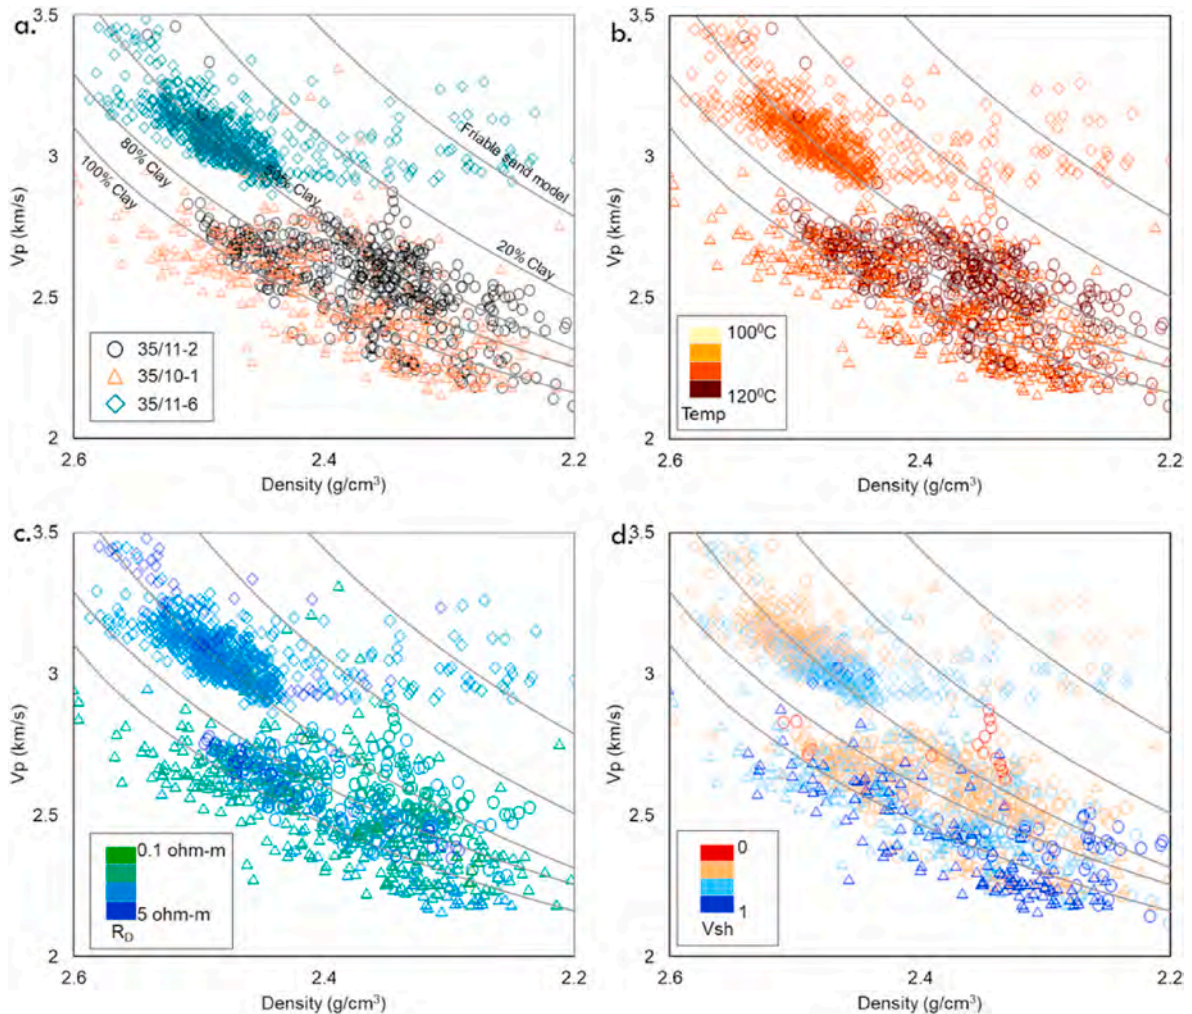 a.
3.5
3
2.5
2
Vp (km/s)
100% Clay
80% Clay
20% Clay
Friable sand model
35/11-2
35/10-1
35/11-6
2.6
2.4
2.2
Density (g/cm³)
b.
3.5
3
2.5
2
Vp (km/s)
100⁰C
120⁰C
Temp
2.6
2.4
2.2
Density (g/cm³)
c.
3.5
3
2.5
2
Vp (km/s)
0.1 ohm-m
5 ohm-m
R_D
2.6
2.4
2.2
Density (g/cm³)
d.
3.5
3
2.5
2
Vp (km/s)
0
1
Vsh
2.6
2.4
2.2
Density (g/cm³)